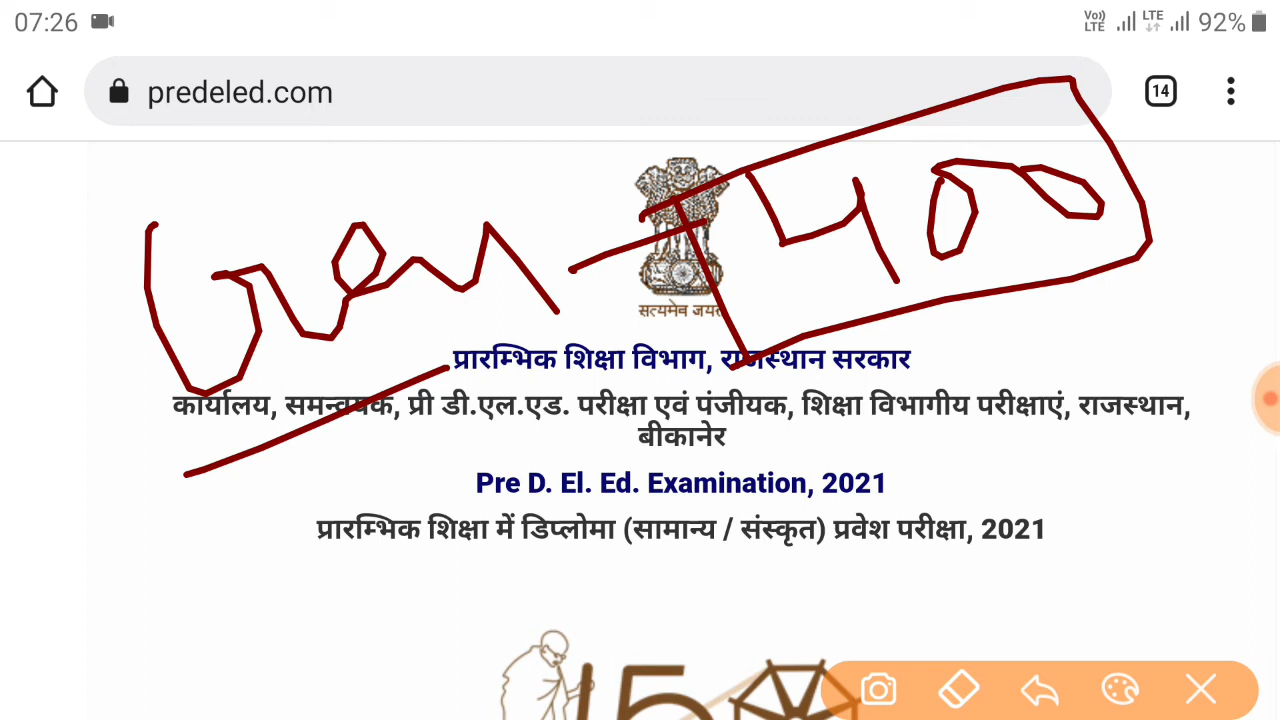 07:26 Vo)) LTE LTE 92%
predeled.com 14
400
सत्यमेव जयते
प्रारम्भिक शिक्षा विभाग, राजस्थान सरकार
कार्यालय, समन्वयक, प्री डी.एल.एड. परीक्षा एवं पंजीयक, शिक्षा विभागीय परीक्षाएं, राजस्थान,
बीकानेर
Pre D. El. Ed. Examination, 2021
प्रारम्भिक शिक्षा में डिप्लोमा (सामान्य / संस्कृत) प्रवेश परीक्षा, 2021